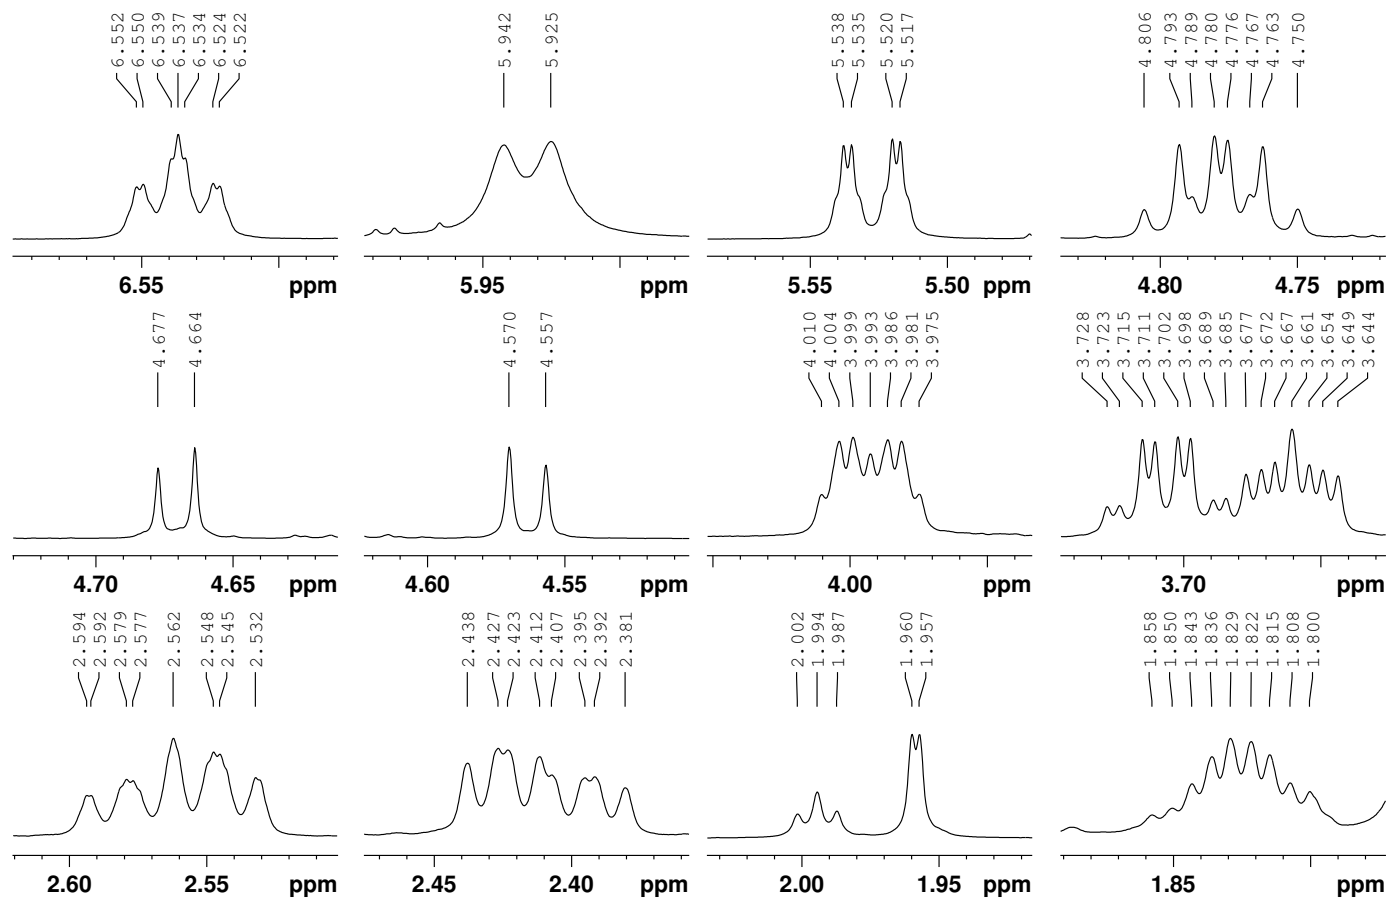 6.552 6.550 6.539 6.537 6.534 6.524 6.522
5.942 5.925
5.538 5.535 5.520 5.517
4.806 4.793 4.789 4.780 4.776 4.767 4.763 4.750
6.55 ppm
5.95 ppm
5.55 5.50 ppm
4.80 4.75 ppm
4.677 4.664
4.570 4.557
4.010 4.004 3.999 3.993 3.986 3.981 3.975
3.728 3.723 3.715 3.711 3.702 3.698 3.689 3.685 3.677 3.672 3.667 3.661 3.654 3.649 3.644
4.70 4.65 ppm
4.60 4.55 ppm
4.00 ppm
3.70 ppm
2.594 2.592 2.579 2.577 2.562 2.548 2.545 2.532
2.438 2.427 2.423 2.412 2.407 2.395 2.392 2.381
2.002 1.994 1.987 1.960 1.957
1.858 1.850 1.843 1.836 1.829 1.822 1.815 1.808 1.800
2.60 2.55 ppm
2.45 2.40 ppm
2.00 1.95 ppm
1.85 ppm